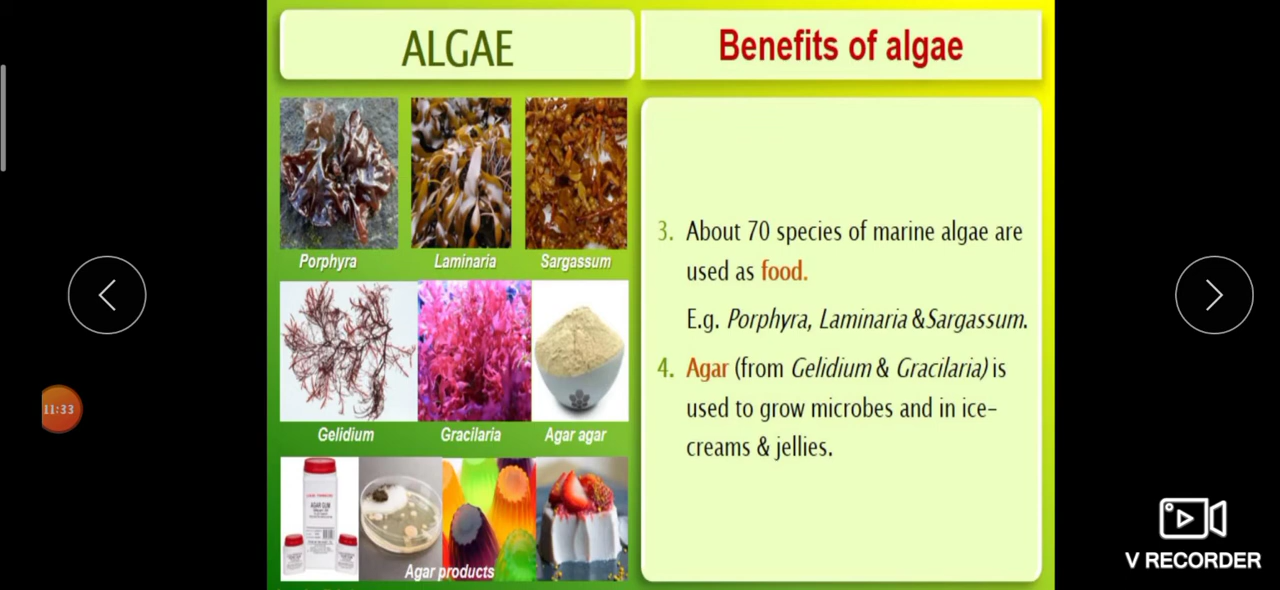 ALGAE
Benefits of algae
Porphyra
Laminaria
Sargassum
Gelidium
Gracilaria
Agar agar
AGAR GUM
Agar products
3. About 70 species of marine algae are
used as food.
E.g. Porphyra, Laminaria &Sargassum.
4. Agar (from Gelidium & Gracilaria) is
used to grow microbes and in ice-
creams & jellies.
11:33
V RECORDER